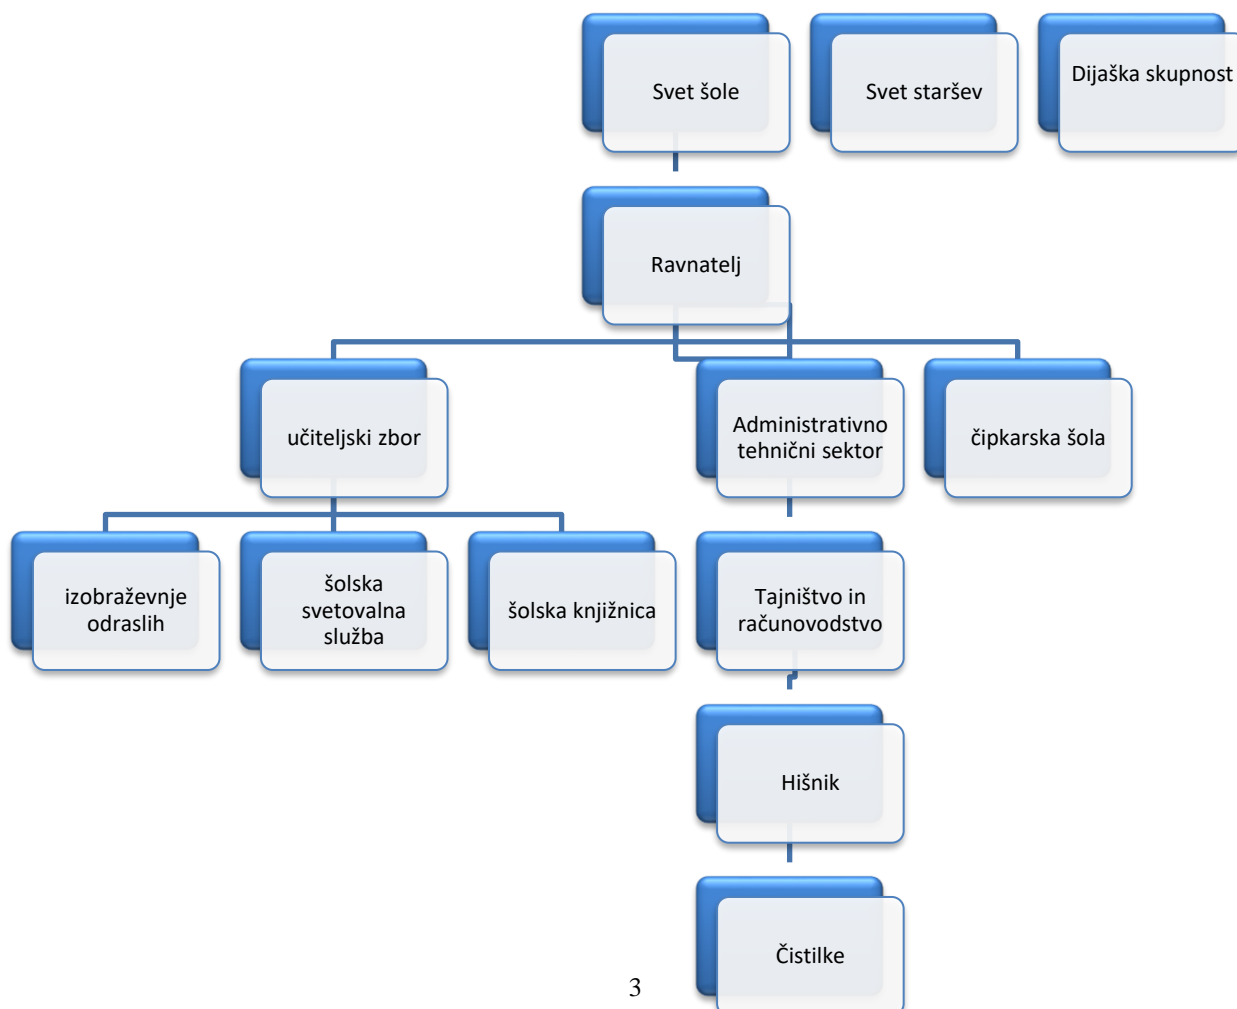 Svet šole
Svet staršev
Dijaška skupnost
Ravnatelj
učiteljski zbor
Administrativno
tehnični sektor
čipkarska šola
izobraževnje
odraslih
šolska
svetovalna
služba
šolska knjižnica
Tajništvo in
računovodstvo
Hišnik
Čistilke
3